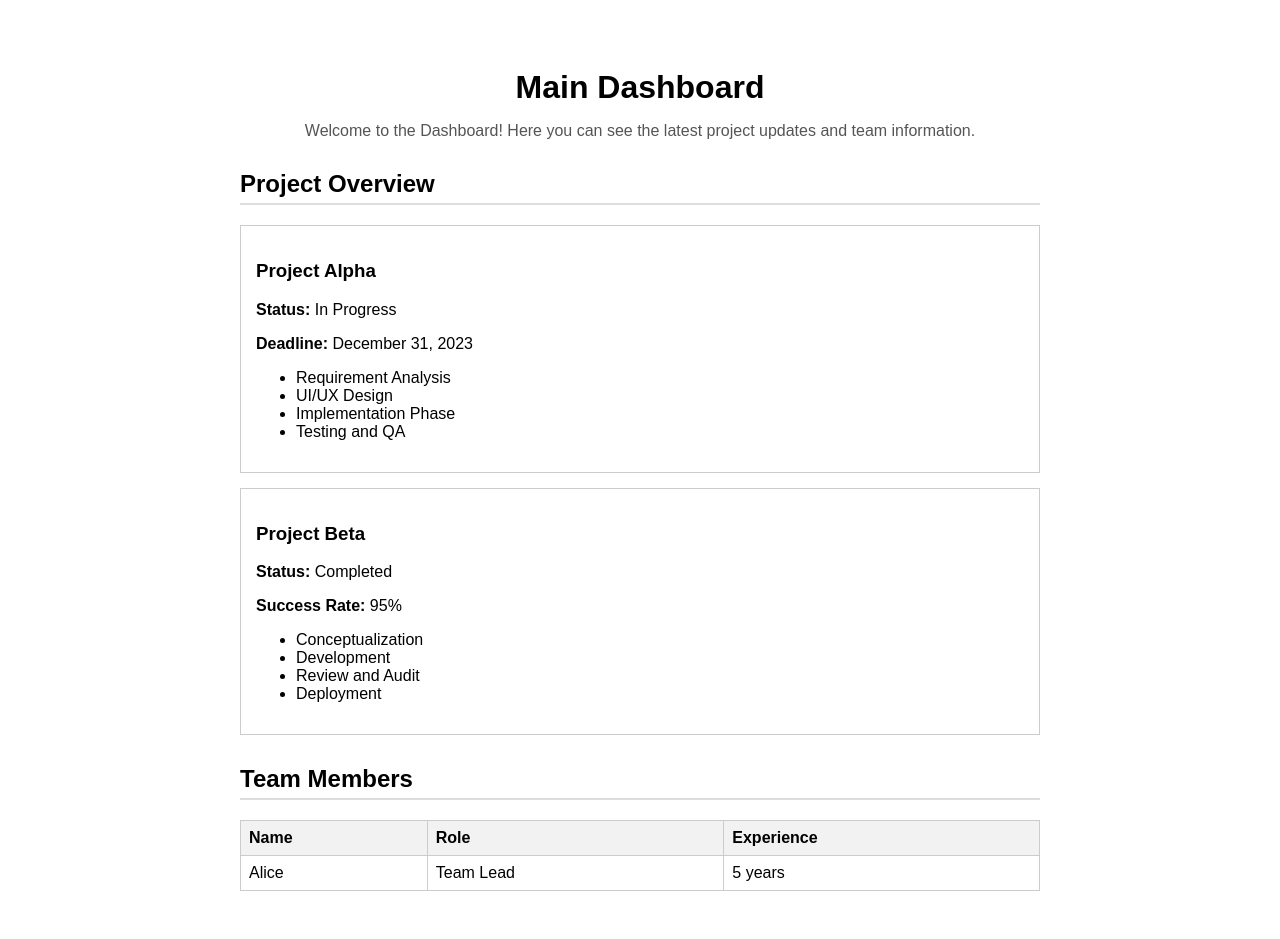 Main Dashboard
Welcome to the Dashboard! Here you can see the latest project updates and team information.
Project Overview
Project Alpha
Status: In Progress
Deadline: December 31, 2023
Requirement Analysis
UI/UX Design
Implementation Phase
Testing and QA
Project Beta
Status: Completed
Success Rate: 95%
Conceptualization
Development
Review and Audit
Deployment
Team Members
Name Role Experience
Alice Team Lead 5 years